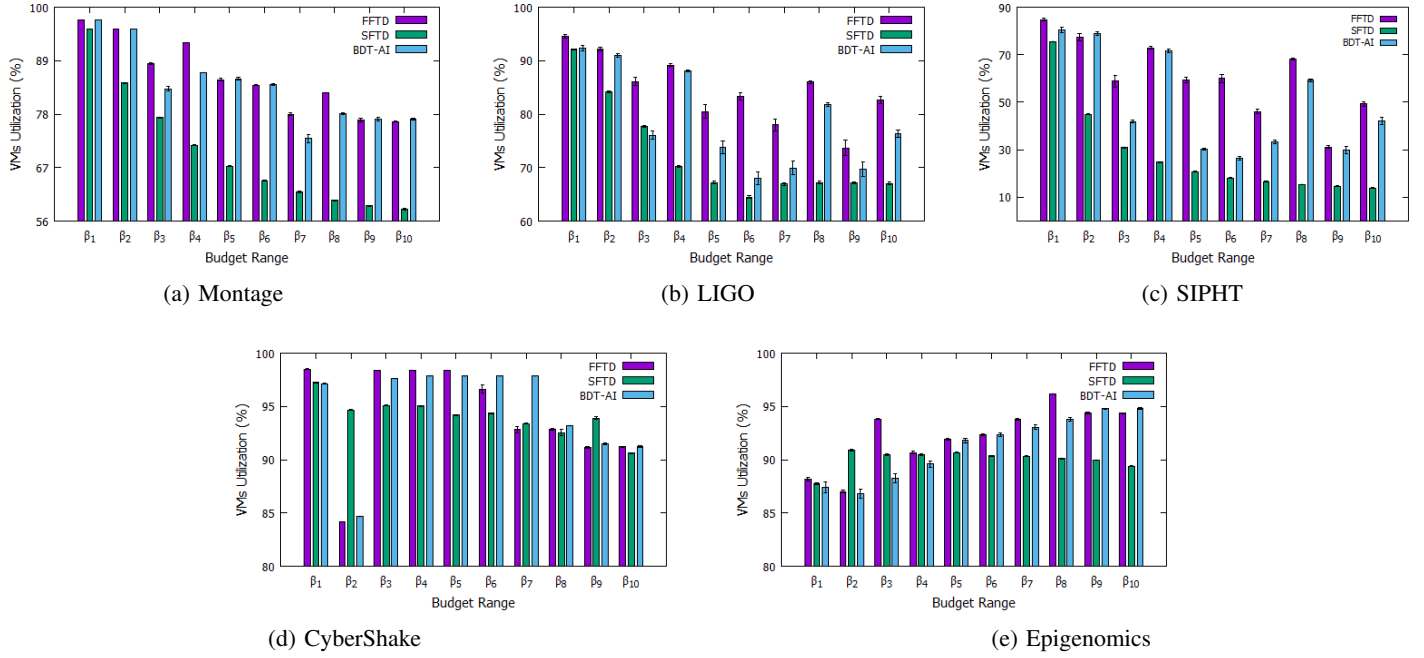 100
89
78
67
56
VMs Utilization (%)
FFTD
SFTD
BDT-AI
β1 β2 β3 β4 β5 β6 β7 β8 β9 β10
Budget Range
(a) Montage
100
90
80
70
60
VMs Utilization (%)
FFTD
SFTD
BDT-AI
β1 β2 β3 β4 β5 β6 β7 β8 β9 β10
Budget Range
(b) LIGO
90
70
50
30
10
VMs Utilization (%)
FFTD
SFTD
BDT-AI
β1 β2 β3 β4 β5 β6 β7 β8 β9 β10
Budget Range
(c) SIPHT
100
95
90
85
80
VMs Utilization (%)
FFTD
SFTD
BDT-AI
β1 β2 β3 β4 β5 β6 β7 β8 β9 β10
Budget Range
(d) CyberShake
100
95
90
85
80
VMs Utilization (%)
FFTD
SFTD
BDT-AI
β1 β2 β3 β4 β5 β6 β7 β8 β9 β10
Budget Range
(e) Epigenomics